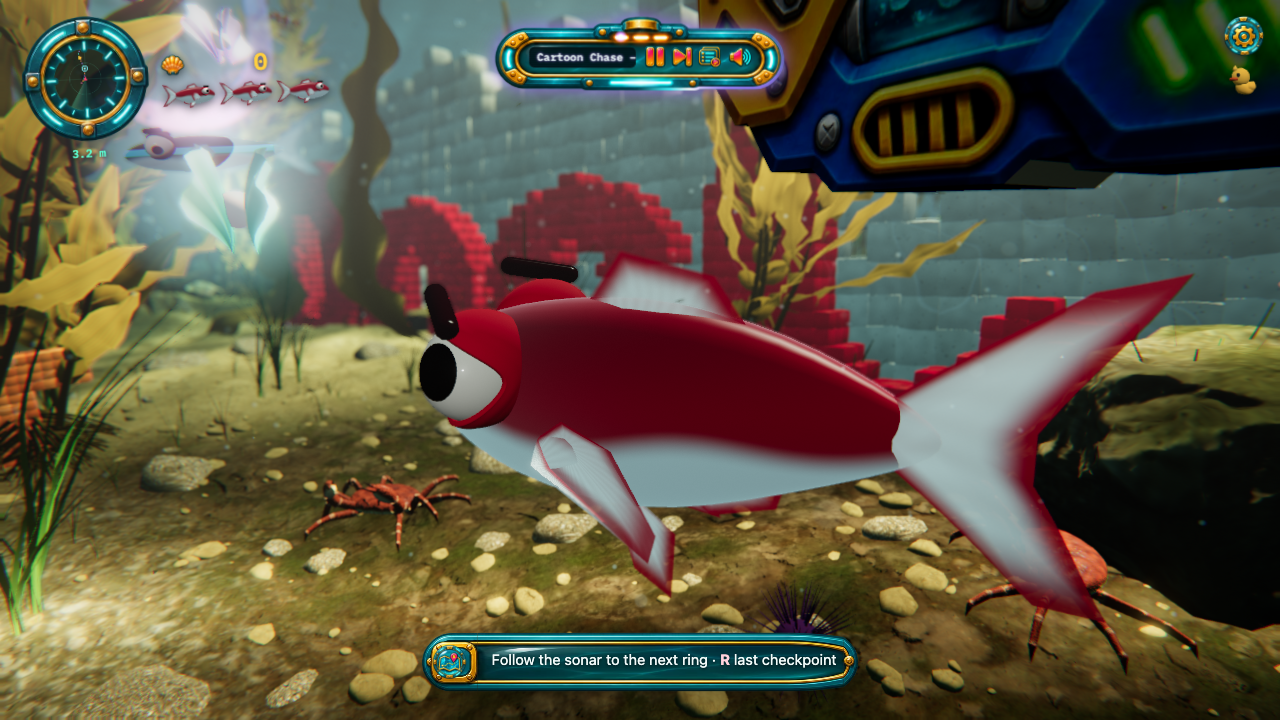 0
Cartoon Chase -
3.2 m
Follow the sonar to the next ring · R last checkpoint